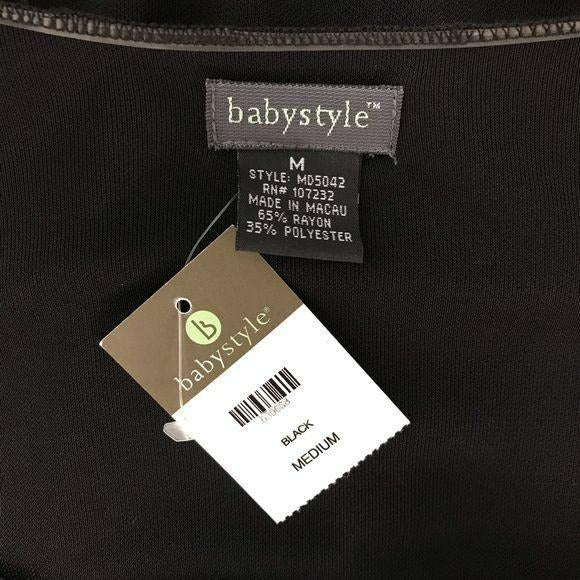 babystyle™
M
STYLE: MD5042
RN# 107232
MADE IN MACAU
65% RAYON
35% POLYESTER
b
babystyle®
BLACK
MEDIUM